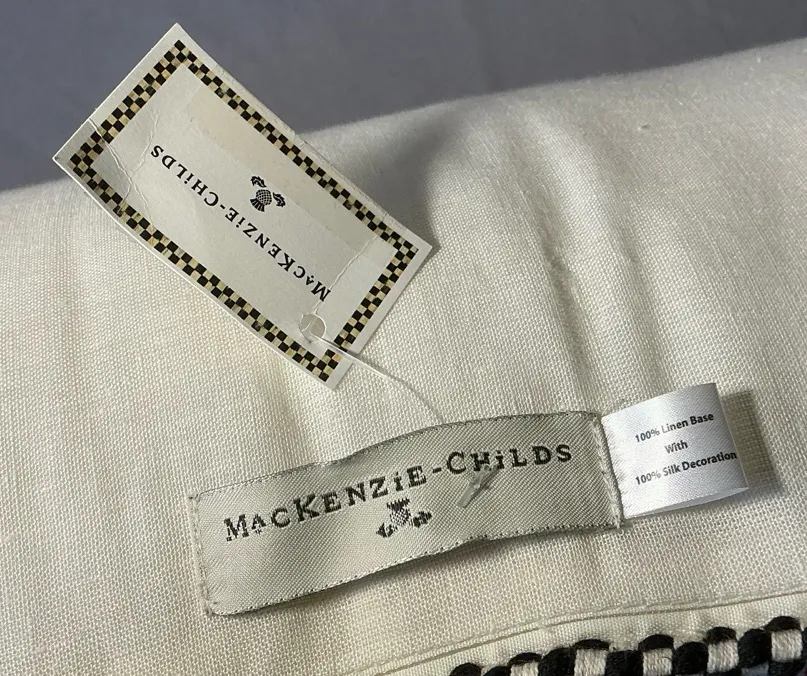 MacKENZiE-CHiLDS
MacKENZiE-CHiLDS
100% Linen Base
With
100% Silk Decoration